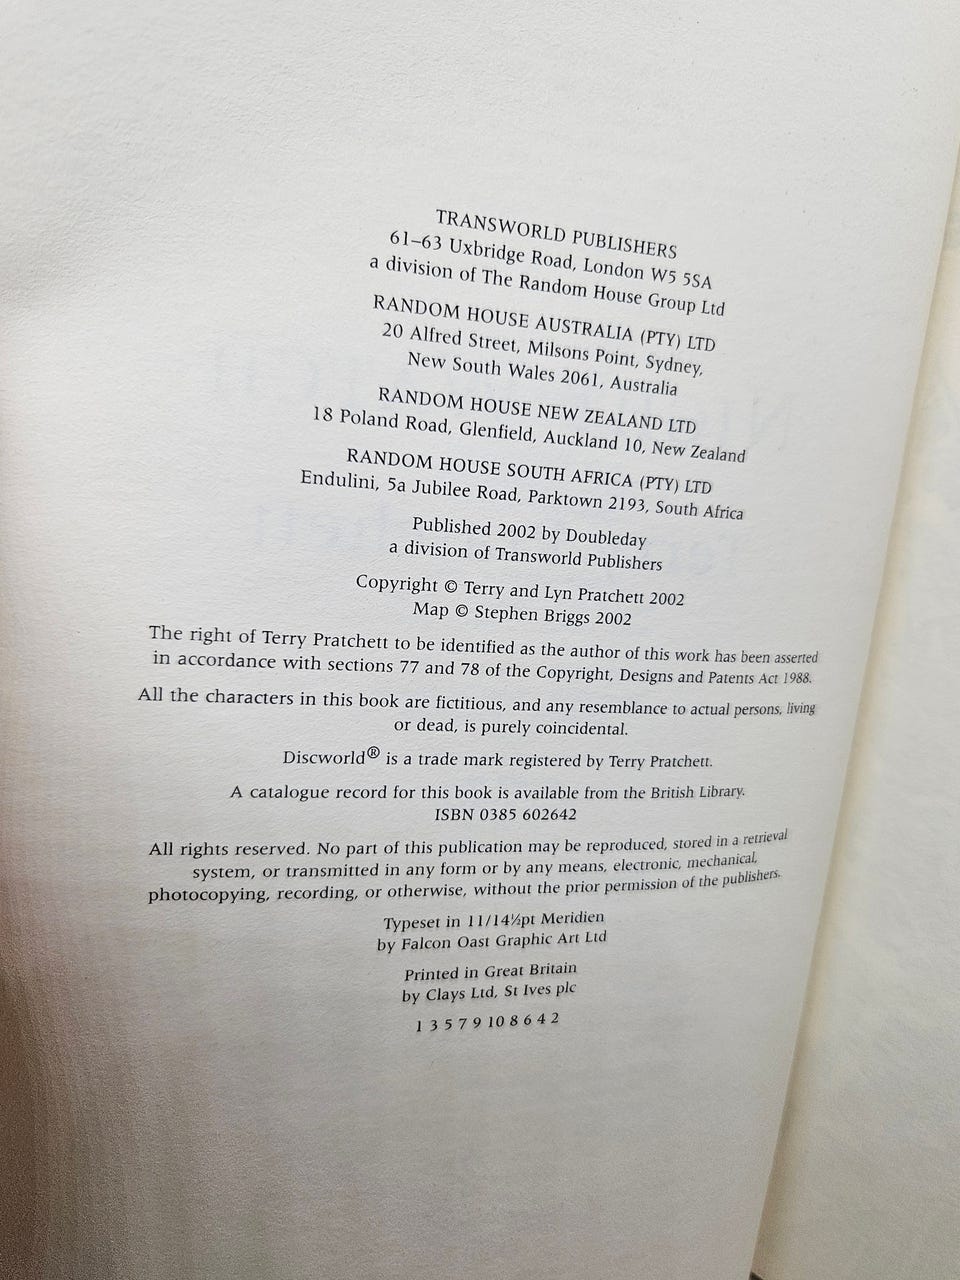 TRANSWORLD PUBLISHERS
61–63 Uxbridge Road, London W5 5SA
a division of The Random House Group Ltd
RANDOM HOUSE AUSTRALIA (PTY) LTD
20 Alfred Street, Milsons Point, Sydney,
New South Wales 2061, Australia
RANDOM HOUSE NEW ZEALAND LTD
18 Poland Road, Glenfield, Auckland 10, New Zealand
RANDOM HOUSE SOUTH AFRICA (PTY) LTD
Endulini, 5a Jubilee Road, Parktown 2193, South Africa
Published 2002 by Doubleday
a division of Transworld Publishers
Copyright © Terry and Lyn Pratchett 2002
Map © Stephen Briggs 2002
The right of Terry Pratchett to be identified as the author of this work has been asserted
in accordance with sections 77 and 78 of the Copyright, Designs and Patents Act 1988.
All the characters in this book are fictitious, and any resemblance to actual persons, living
or dead, is purely coincidental.
Discworld® is a trade mark registered by Terry Pratchett.
A catalogue record for this book is available from the British Library.
ISBN 0385 602642
All rights reserved. No part of this publication may be reproduced, stored in a retrieval
system, or transmitted in any form or by any means, electronic, mechanical,
photocopying, recording, or otherwise, without the prior permission of the publishers.
Typeset in 11/14½pt Meridien
by Falcon Oast Graphic Art Ltd
Printed in Great Britain
by Clays Ltd, St Ives plc
1 3 5 7 9 10 8 6 4 2